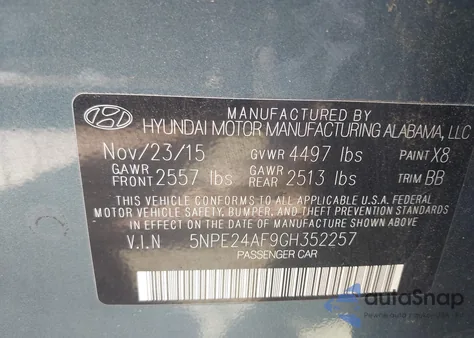 MANUFACTURED BY
HYUNDAI MOTOR MANUFACTURING ALABAMA, LLC
Nov/23/15 GVWR 4497 lbs PAINT X8
GAWR FRONT 2557 lbs GAWR REAR 2513 lbs TRIM BB
THIS VEHICLE CONFORMS TO ALL APPLICABLE U.S.A. FEDERAL
MOTOR VEHICLE SAFETY, BUMPER, AND THEFT PREVENTION
STANDARDS IN EFFECT ON THE DATE OF MANUFACTURE SHOWN ABOVE.
V.I.N 5NPE24AF9GH352257
PASSENGER CAR
autoSnap